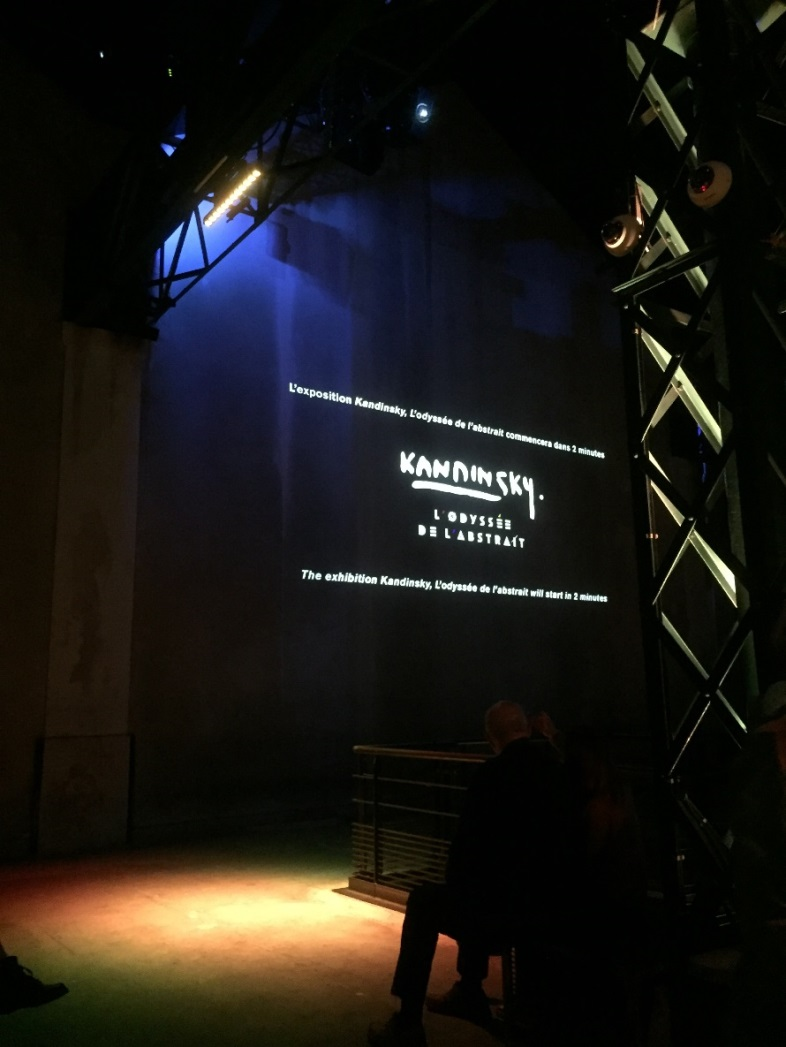 L'exposition Kandinsky, L'odyssée de l'abstrait commencera dans 2 minutes
KANDINSKY.
L'ODYSSÉE
DE L'ABSTRAIT
The exhibition Kandinsky, L'odyssée de l'abstrait will start in 2 minutes